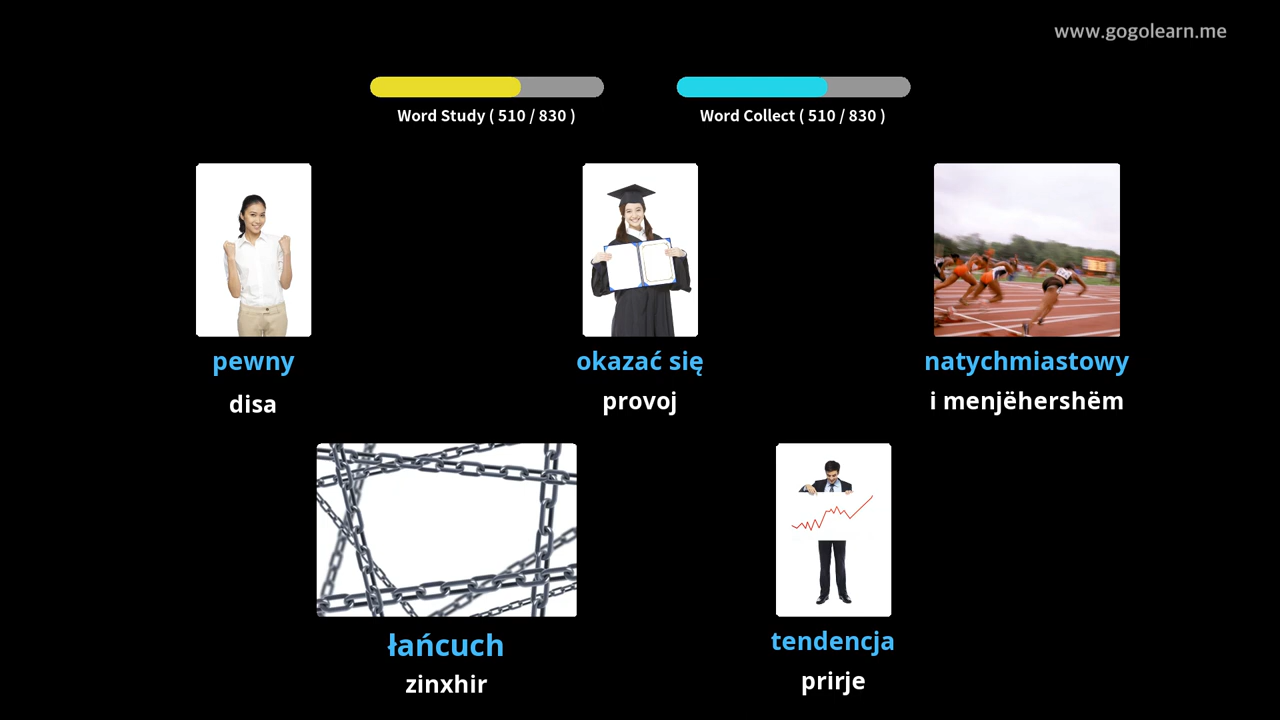 www.gogolearn.me
Word Study ( 510 / 830 )
Word Collect ( 510 / 830 )
pewny
disa
okazać się
provoj
natychmiastowy
i menjëhershëm
łańcuch
zinxhir
tendencja
prirje